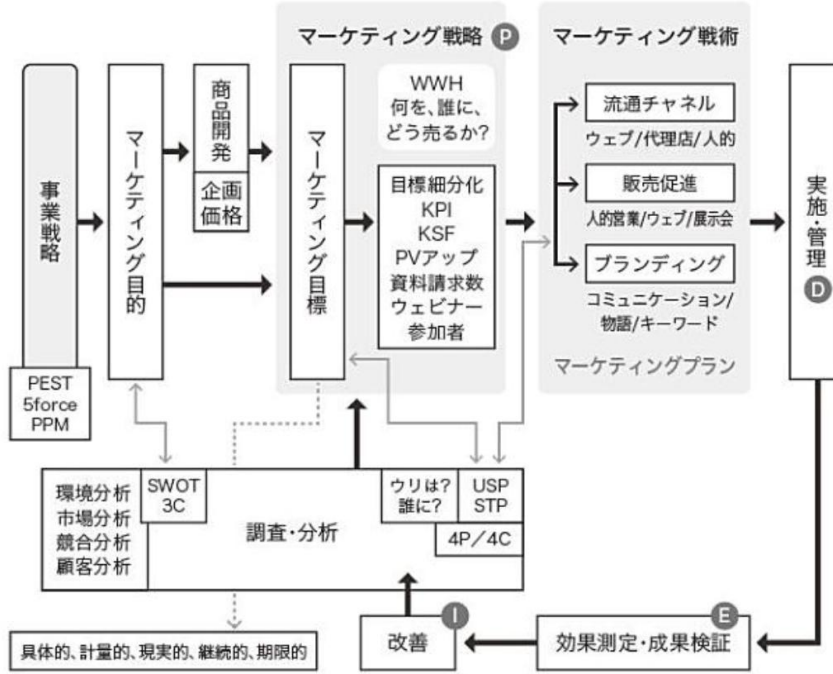 マーケティング戦略 P
マーケティング戦術
事業戦略
PEST
5force
PPM
マーケティング目的
商品開発
企画
価格
マーケティング目標
WWH
何を、誰に、
どう売るか?
目標細分化
KPI
KSF
PVアップ
資料請求数
ウェビナー
参加者
流通チャネル
ウェブ/代理店/人的
販売促進
人的営業/ウェブ/展示会
ブランディング
コミュニケーション/
物語/キーワード
マーケティングプラン
実施・管理
D
環境分析
市場分析
競合分析
顧客分析
SWOT
3C
調査・分析
ウリは?
誰に?
USP
STP
4P/4C
具体的、計量的、現実的、継続的、期限的
改善
I
効果測定・成果検証
E